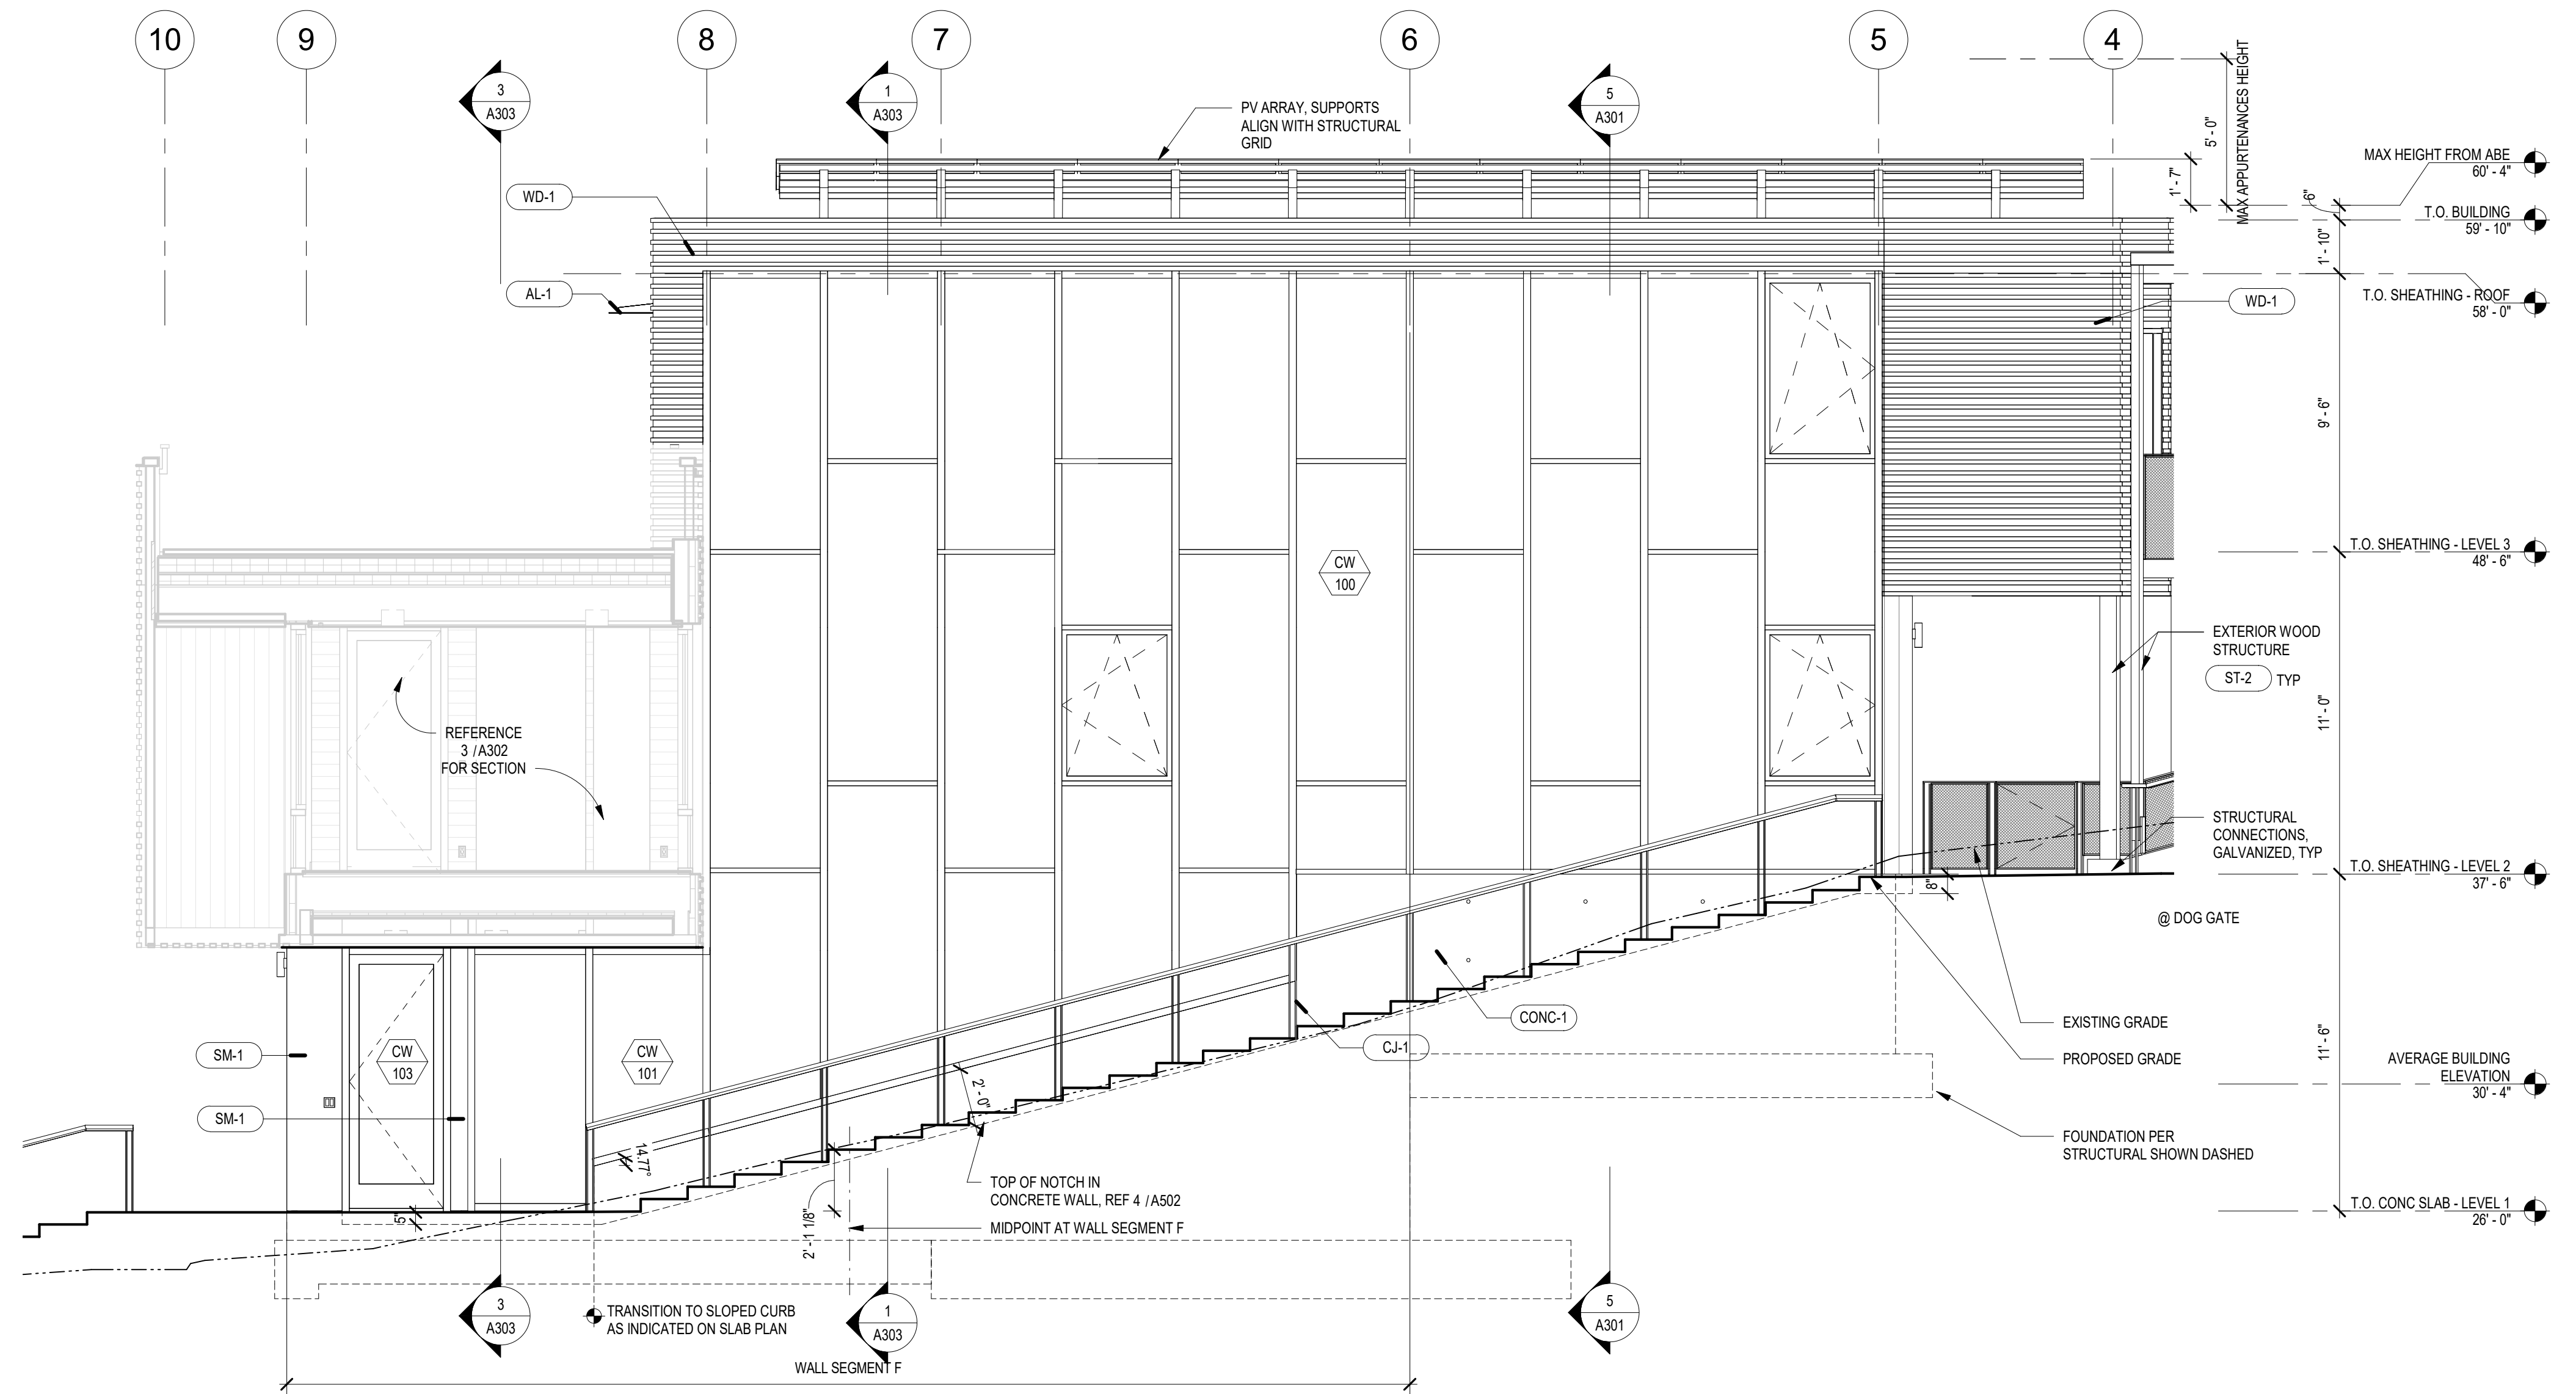 10
9
8
7
6
5
4
3
A303
1
A303
5
A301
PV ARRAY, SUPPORTS
ALIGN WITH STRUCTURAL
GRID
MAX APPURTENANCES HEIGHT
5' - 0"
1' - 7"
6"
MAX HEIGHT FROM ABE
60' - 4"
T.O. BUILDING
59' - 10"
1' - 10"
T.O. SHEATHING - ROOF
58' - 0"
WD-1
AL-1
WD-1
9' - 6"
T.O. SHEATHING - LEVEL 3
48' - 6"
CW
100
EXTERIOR WOOD
STRUCTURE
ST-2
TYP
11' - 0"
REFERENCE
3 / A302
FOR SECTION
STRUCTURAL
CONNECTIONS,
GALVANIZED, TYP
T.O. SHEATHING - LEVEL 2
37' - 6"
8"
@ DOG GATE
CONC-1
CJ-1
EXISTING GRADE
PROPOSED GRADE
11' - 6"
AVERAGE BUILDING
ELEVATION
30' - 4"
SM-1
CW
103
CW
101
SM-1
2' - 0"
14.77°
FOUNDATION PER
STRUCTURAL SHOWN DASHED
TOP OF NOTCH IN
CONCRETE WALL, REF 4 / A502
MIDPOINT AT WALL SEGMENT F
2' - 1 1/8"
5"
T.O. CONC SLAB - LEVEL 1
26' - 0"
3
A303
TRANSITION TO SLOPED CURB
AS INDICATED ON SLAB PLAN
1
A303
5
A301
WALL SEGMENT F